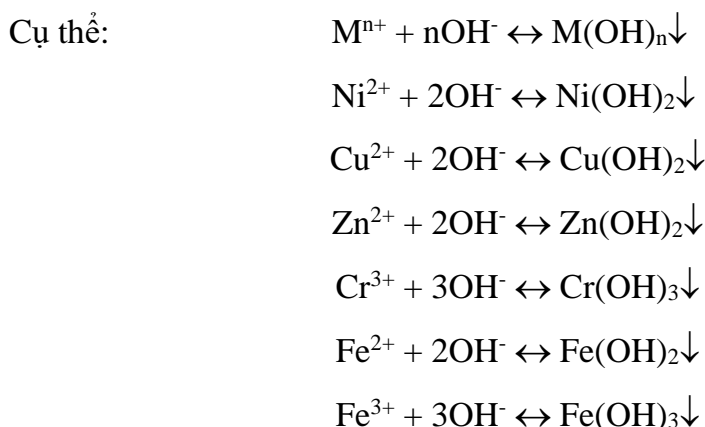 Cụ thể: Mⁿ⁺ + nOH⁻ ↔ M(OH)ₙ↓
Ni²⁺ + 2OH⁻ ↔ Ni(OH)₂↓
Cu²⁺ + 2OH⁻ ↔ Cu(OH)₂↓
Zn²⁺ + 2OH⁻ ↔ Zn(OH)₂↓
Cr³⁺ + 3OH⁻ ↔ Cr(OH)₃↓
Fe²⁺ + 2OH⁻ ↔ Fe(OH)₂↓
Fe³⁺ + 3OH⁻ ↔ Fe(OH)₃↓